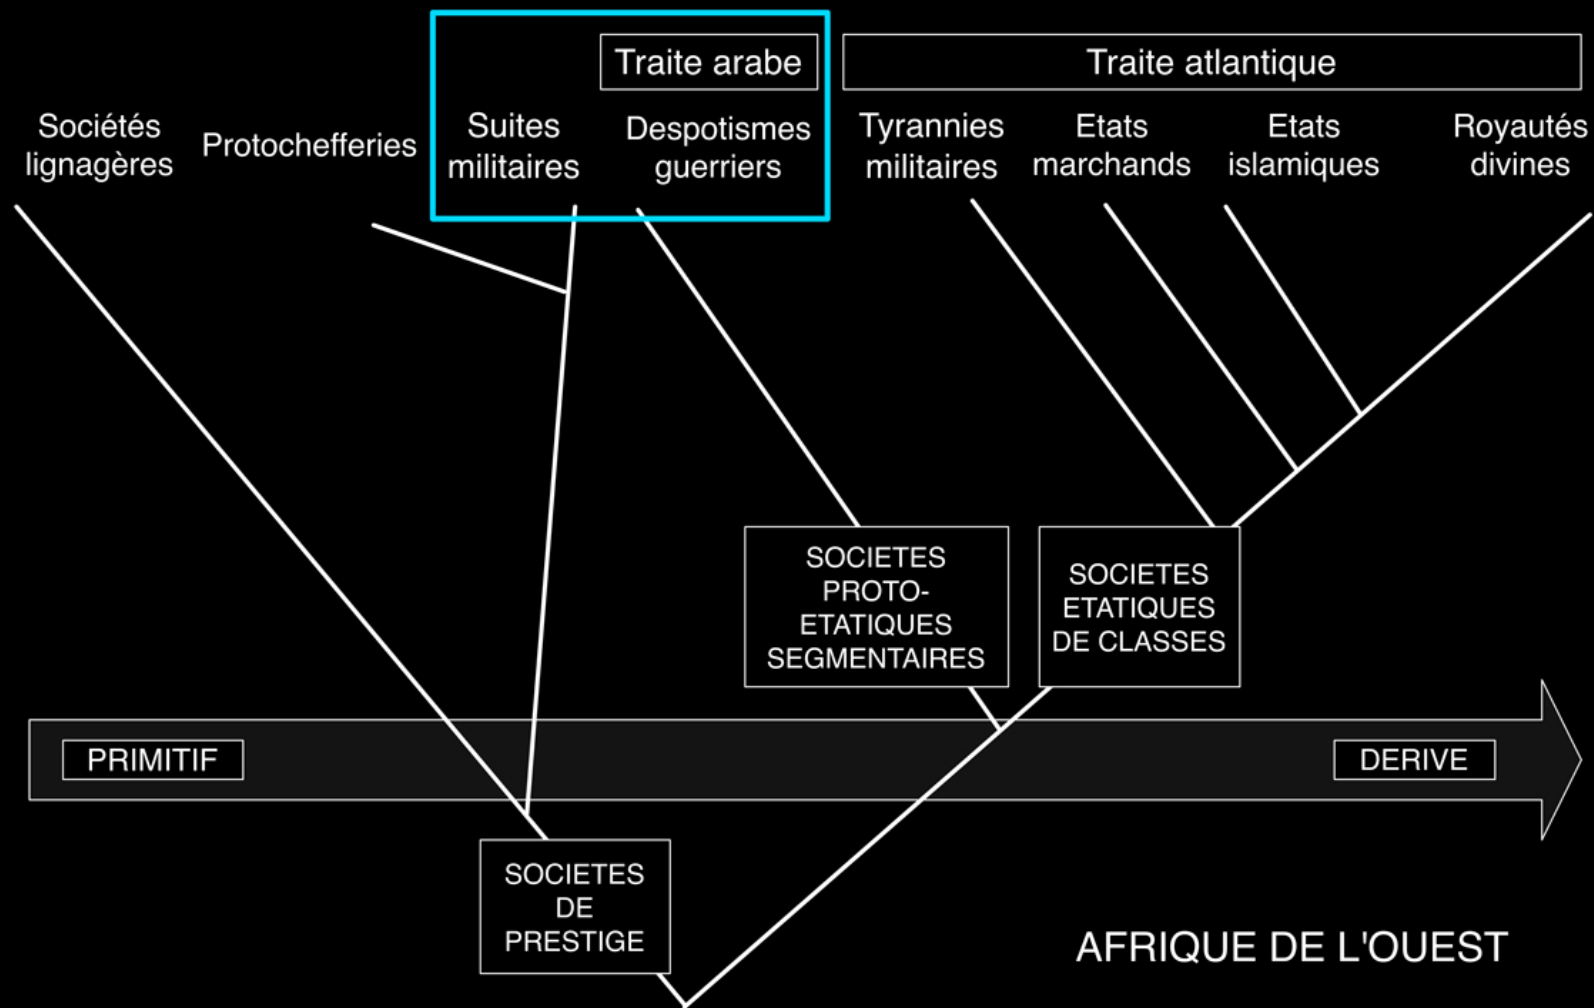 Traite arabe
Traite atlantique
Sociétés
lignagères
Protochefferies
Suites
militaires
Despotismes
guerriers
Tyrannies
militaires
Etats
marchands
Etats
islamiques
Royautés
divines
SOCIETES
PROTO-
ETATIQUES
SEGMENTAIRES
SOCIETES
ETATIQUES
DE CLASSES
PRIMITIF
DERIVE
SOCIETES
DE
PRESTIGE
AFRIQUE DE L'OUEST